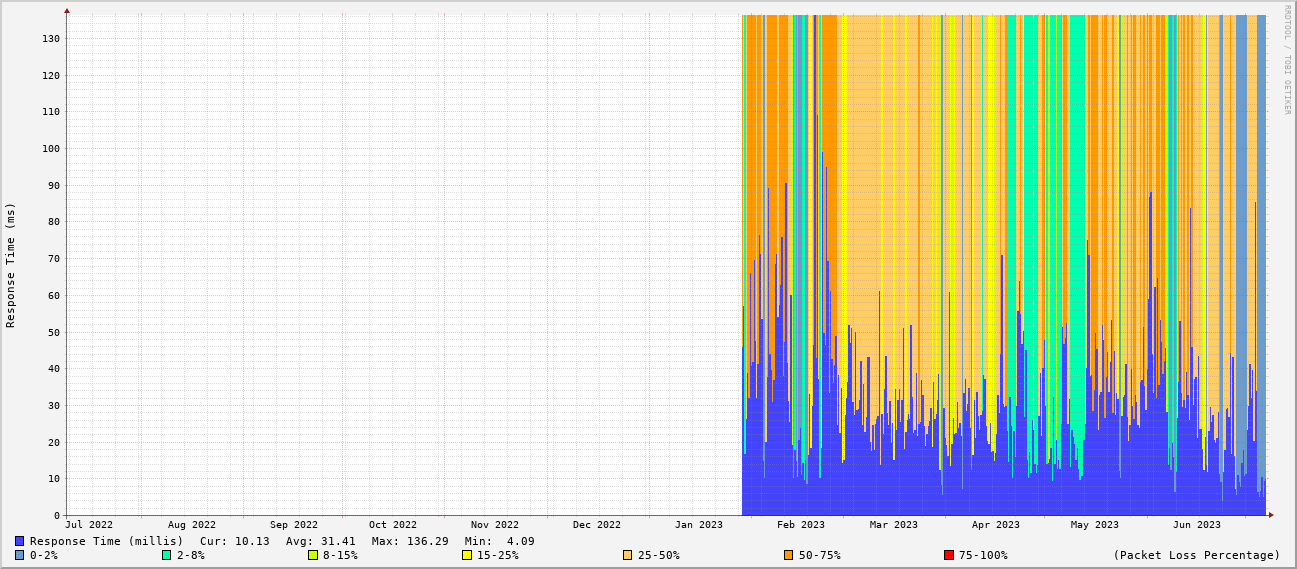 RRDTOOL / TOBI OETIKER
Response Time (ms)
130
120
110
100
90
80
70
60
50
40
30
20
10
0
Jul 2022 Aug 2022 Sep 2022 Oct 2022 Nov 2022 Dec 2022 Jan 2023 Feb 2023 Mar 2023 Apr 2023 May 2023 Jun 2023
Response Time (millis) Cur: 10.13 Avg: 31.41 Max: 136.29 Min: 4.09
0-2% 2-8% 8-15% 15-25% 25-50% 50-75% 75-100% (Packet Loss Percentage)